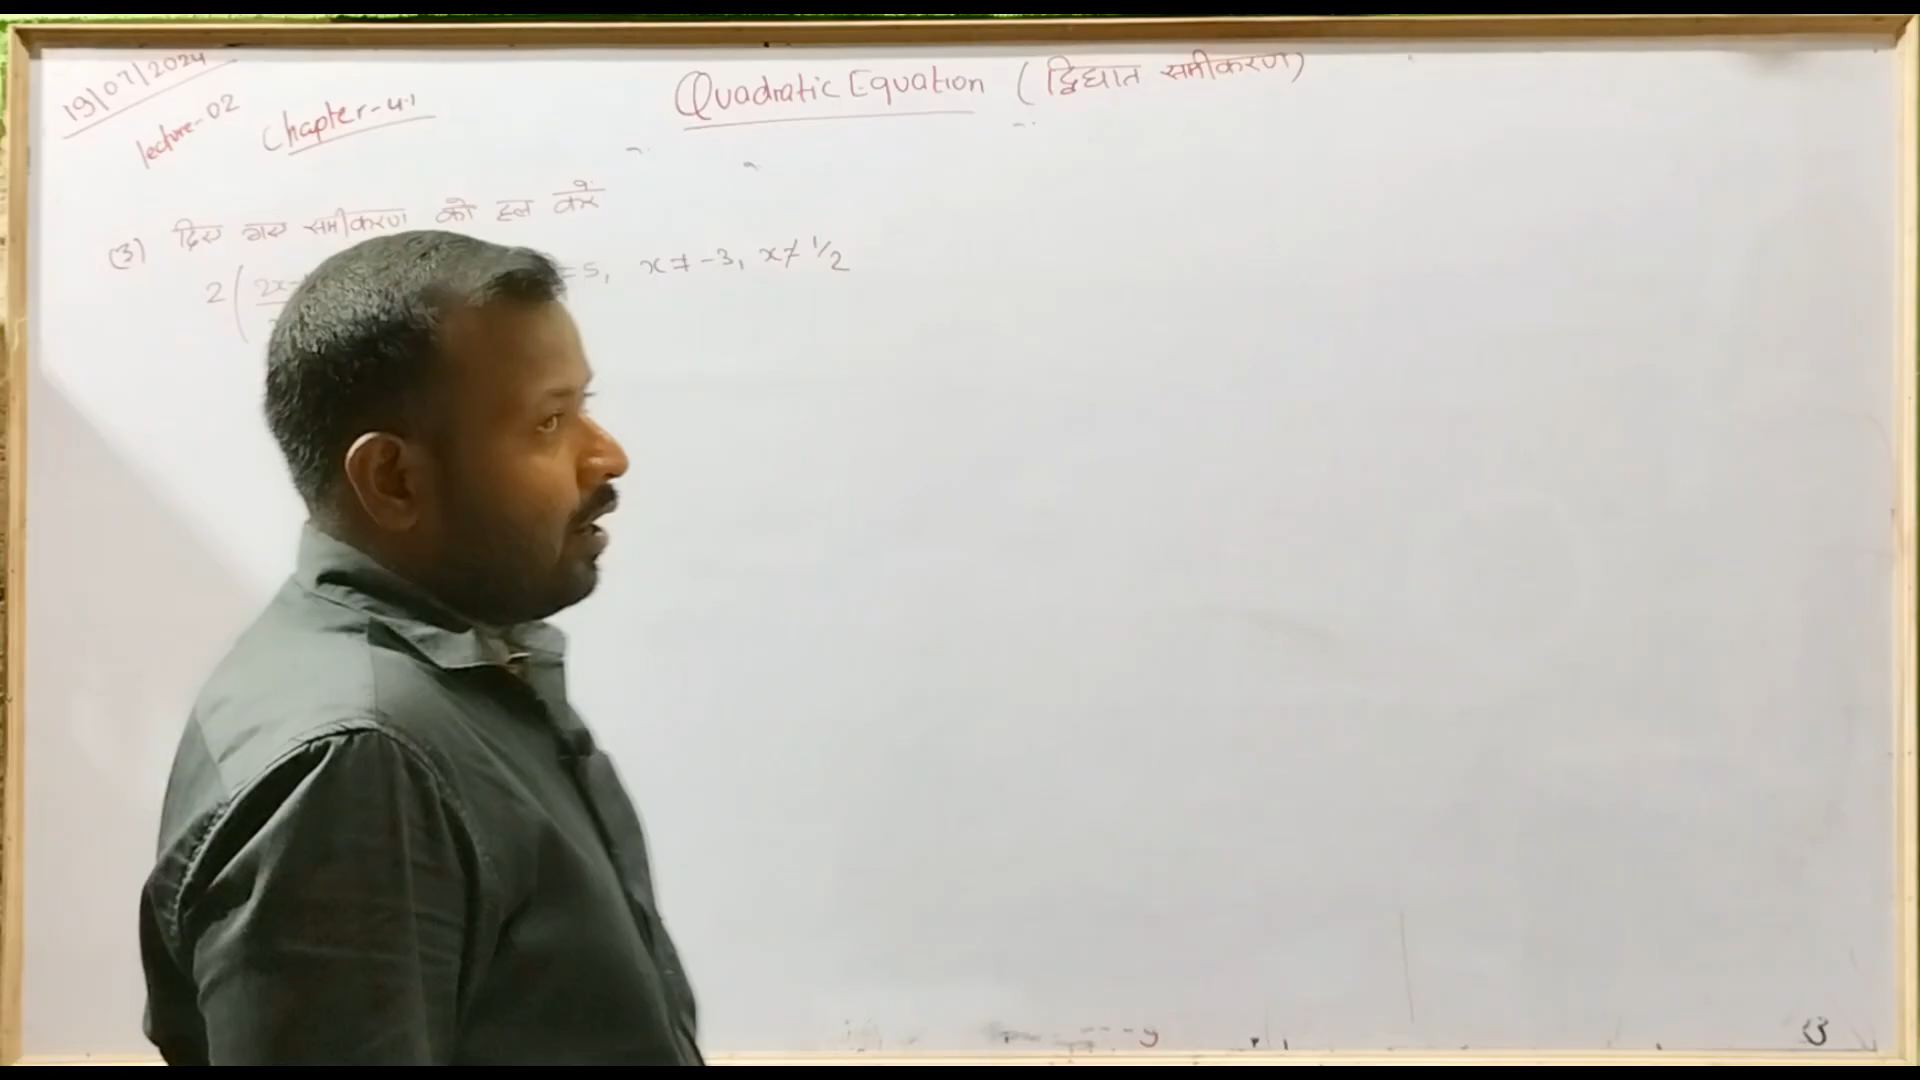 19/07/2024
lecture-02
Chapter-4.1
Quadratic Equation (द्विघात समीकरण)
(3) दिए गए समीकरण को हल करें
2(2x- =5, x≠-3, x≠1/2